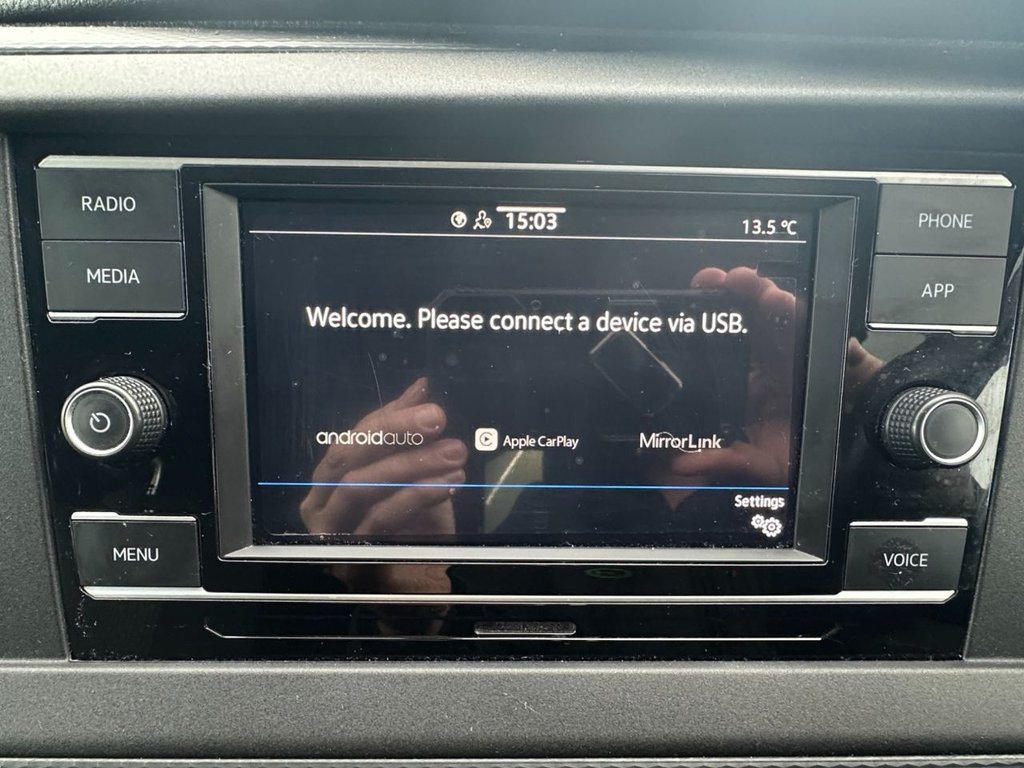 RADIO
MEDIA
15:03
13.5 °C
PHONE
APP
Welcome. Please connect a device via USB.
androidauto
Apple CarPlay
MirrorLink
Settings
MENU
VOICE